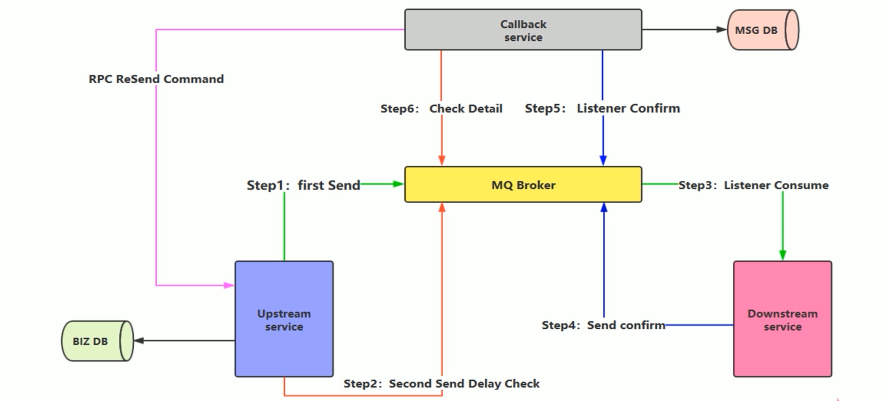 Callback
service
MSG DB
RPC ReSend Command
Step6： Check Detail
Step5： Listener Confirm
Step1：first Send
MQ Broker
Step3：Listener Consume
Upstream
service
Downstream
service
Step4：Send confirm
BIZ DB
Step2：Second Send Delay Check